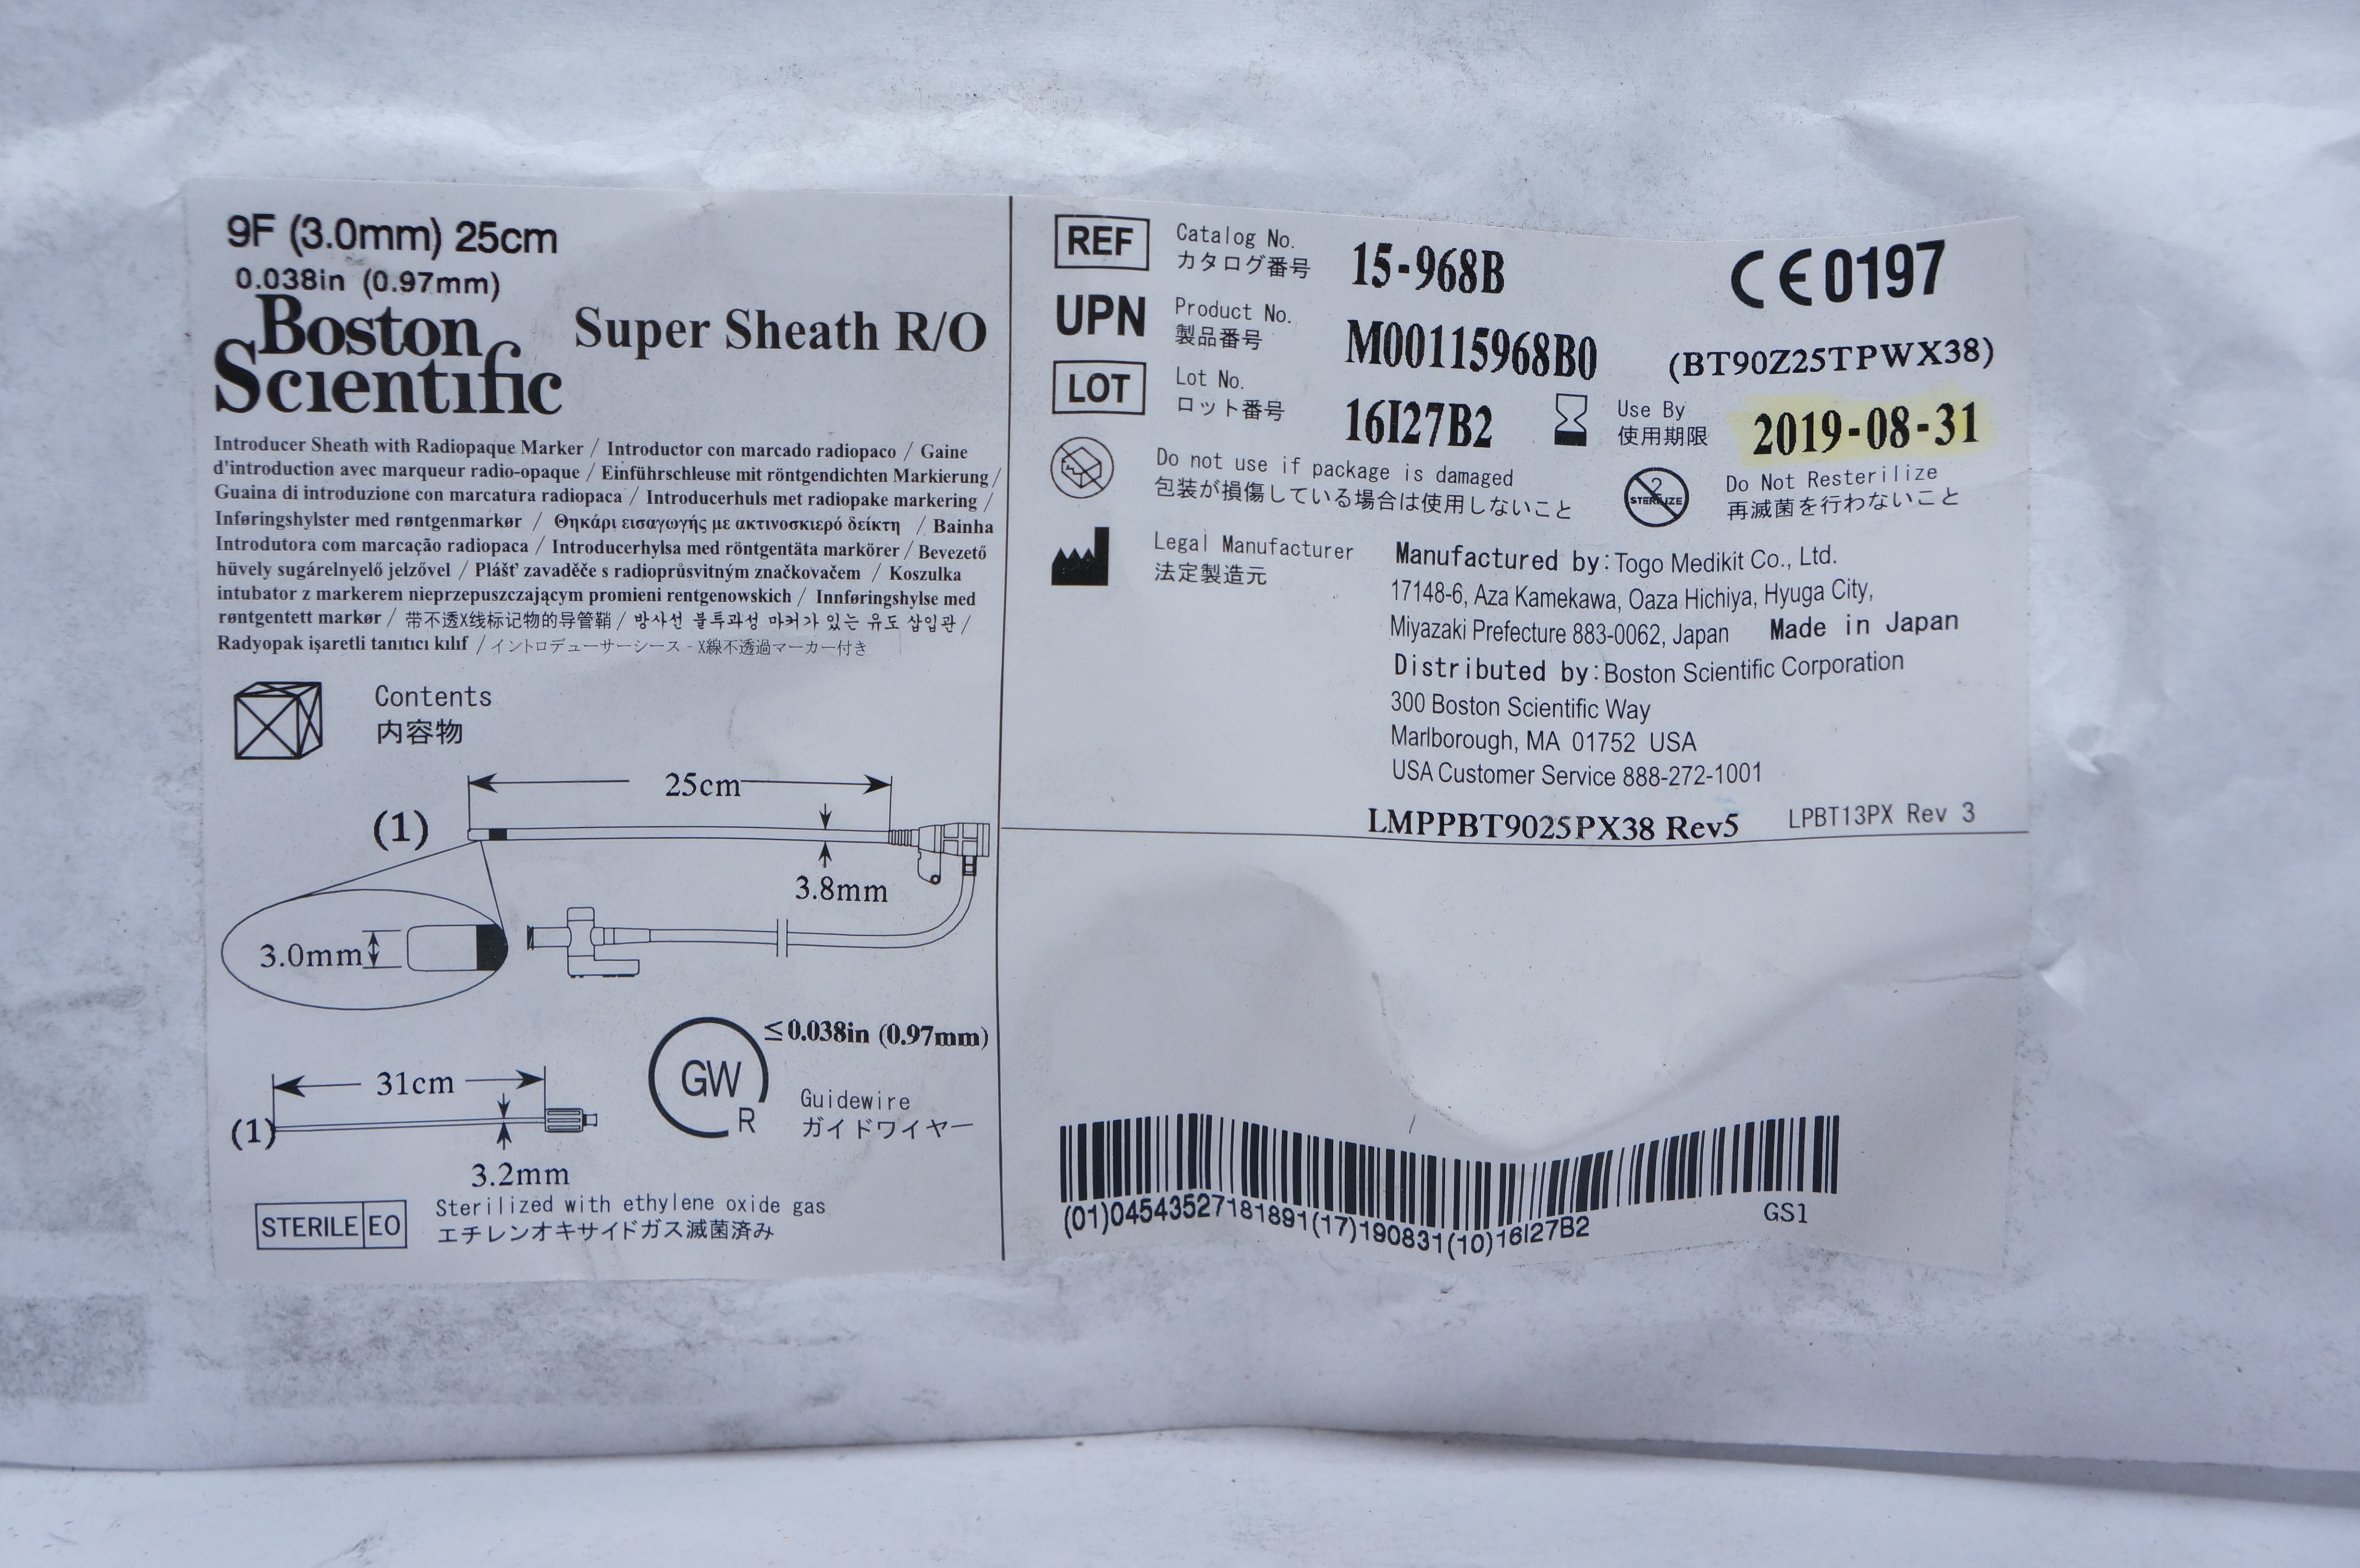 9F (3.0mm) 25cm
0.038in (0.97mm)
Boston
Scientific
Super Sheath R/O
Introducer Sheath with Radiopaque Marker / Introductor con marcado radiopaco / Gaine
d'introduction avec marqueur radio-opaque / Einführschleuse mit röntgendichten Markierung /
Guaina di introduzione con marcatura radiopaca / Introducerhuls met radiopake markering /
Inføringshylster med røntgenmarkør / Θηκάρι εισαγωγής με ακτινοσκιερό δείκτη / Bainha
Introdutora com marcação radiopaca / Introducerhylsa med röntgentäta markörer / Bevezető
hüvely sugárelnyelő jelzővel / Plášť zavaděče s radioprůsvitným značkovačem / Koszulka
intubator z markerem nieprzepuszczającym promieni rentgenowskich / Innføringshylse med
røntgentett markør / 带不透X线标记物的导管鞘 / 방사선 불투과성 마커가 있는 유도 삽입관 /
Radyopak işaretli tanıtıcı kılıf / イントロデューサーシース - X線不透過マーカー付き
Contents
内容物
25cm
(1)
3.8mm
3.0mm
≤0.038in (0.97mm)
GW
R
Guidewire
ガイドワイヤー
31cm
(1)
3.2mm
STERILE EO
Sterilized with ethylene oxide gas
エチレンオキサイドガス滅菌済み
REF Catalog No. 15-968B
カタログ番号
CE0197
UPN Product No. M00115968B0 (BT90Z25TPWX38)
製品番号
LOT Lot No. 16I27B2
ロット番号
Use By 2019-08-31
使用期限
Do not use if package is damaged
包装が損傷している場合は使用しないこと
2
STERILIZE
Do Not Resterilize
再滅菌を行わないこと
Legal Manufacturer
法定製造元
Manufactured by:Togo Medikit Co., Ltd.
17148-6, Aza Kamekawa, Oaza Hichiya, Hyuga City,
Miyazaki Prefecture 883-0062, Japan Made in Japan
Distributed by:Boston Scientific Corporation
300 Boston Scientific Way
Marlborough, MA 01752 USA
USA Customer Service 888-272-1001
LMPPBT9025PX38 Rev5 LPBT13PX Rev 3
(01)04543527181891(17)190831(10)16I27B2
GS1